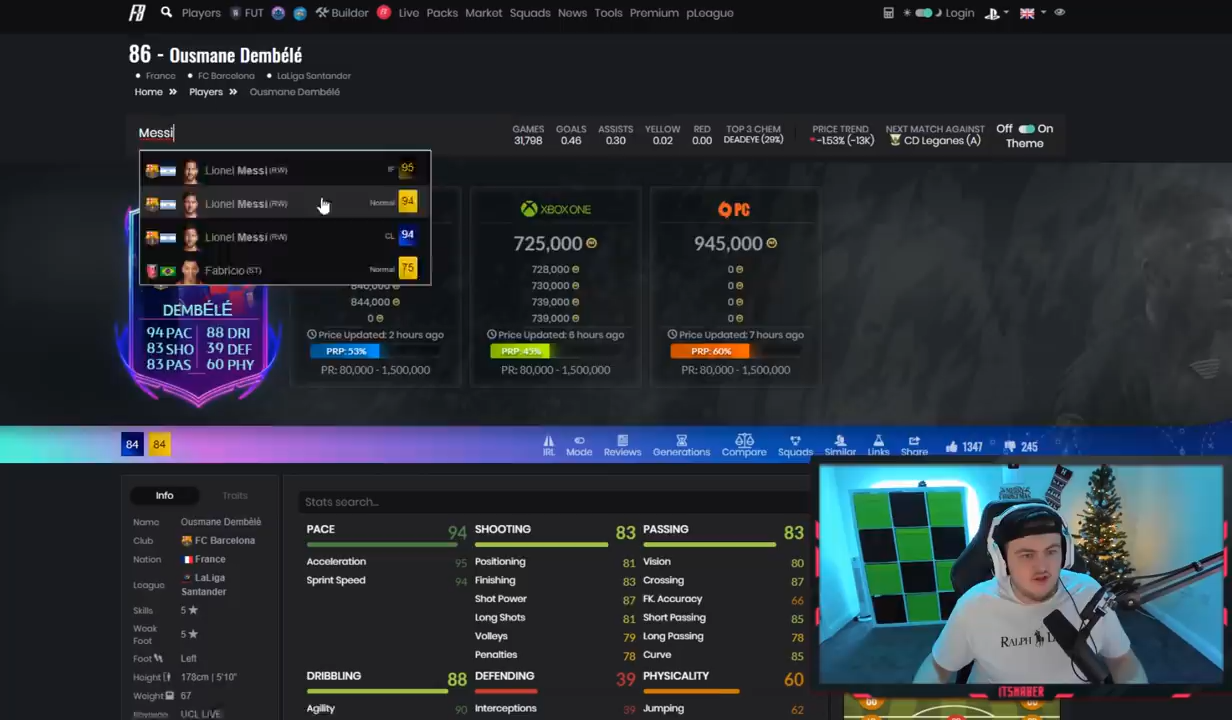 FB Players FUT Builder Live Packs Market Squads News Tools Premium pLeague Login
86 - Ousmane Dembélé
France FC Barcelona LaLiga Santander
Home » Players » Ousmane Dembélé
Messi
GAMES GOALS ASSISTS YELLOW RED TOP 3 CHEM PRICE TREND NEXT MATCH AGAINST Off On
31,798 0.46 0.30 0.02 0.00 DEADEYE (29%) -1.53% (-13K) CD Leganes (A) Theme
Lionel Messi (RW) IF 95
Lionel Messi (RW) Normal 94
Lionel Messi (RW) CL 94
Fabricio (ST) Normal 75
XBOX ONE PC
725,000 945,000
728,000 0
730,000 0
739,000 0
739,000 0
840,000
844,000
0
DEMBÉLÉ
94 PAC 88 DRI
83 SHO 39 DEF
83 PAS 60 PHY
Price Updated: 2 hours ago Price Updated: 6 hours ago Price Updated: 7 hours ago
PRP: 53% PRP: 45% PRP: 60%
PR: 80,000 - 1,500,000 PR: 80,000 - 1,500,000 PR: 80,000 - 1,500,000
84 84 IRL Mode Reviews Generations Compare Squads Similar Links Share 1347 245
Info Traits
Name Ousmane Dembélé
Club FC Barcelona
Nation France
League LaLiga Santander
Skills 5
Weak Foot 5
Foot Left
Height 178cm | 5'10"
Weight 67
UCL LIVE
Stats search...
PACE 94
Acceleration 95
Sprint Speed 94
SHOOTING 83
Positioning 81
Finishing 83
Shot Power 87
Long Shots 81
Volleys 79
Penalties 78
PASSING 83
Vision 80
Crossing 87
FK. Accuracy 66
Short Passing 85
Long Passing 78
Curve 85
DRIBBLING 88
Agility 90
DEFENDING 39
Interceptions 39
PHYSICALITY 60
Jumping 62
RALPH
ITSHABER